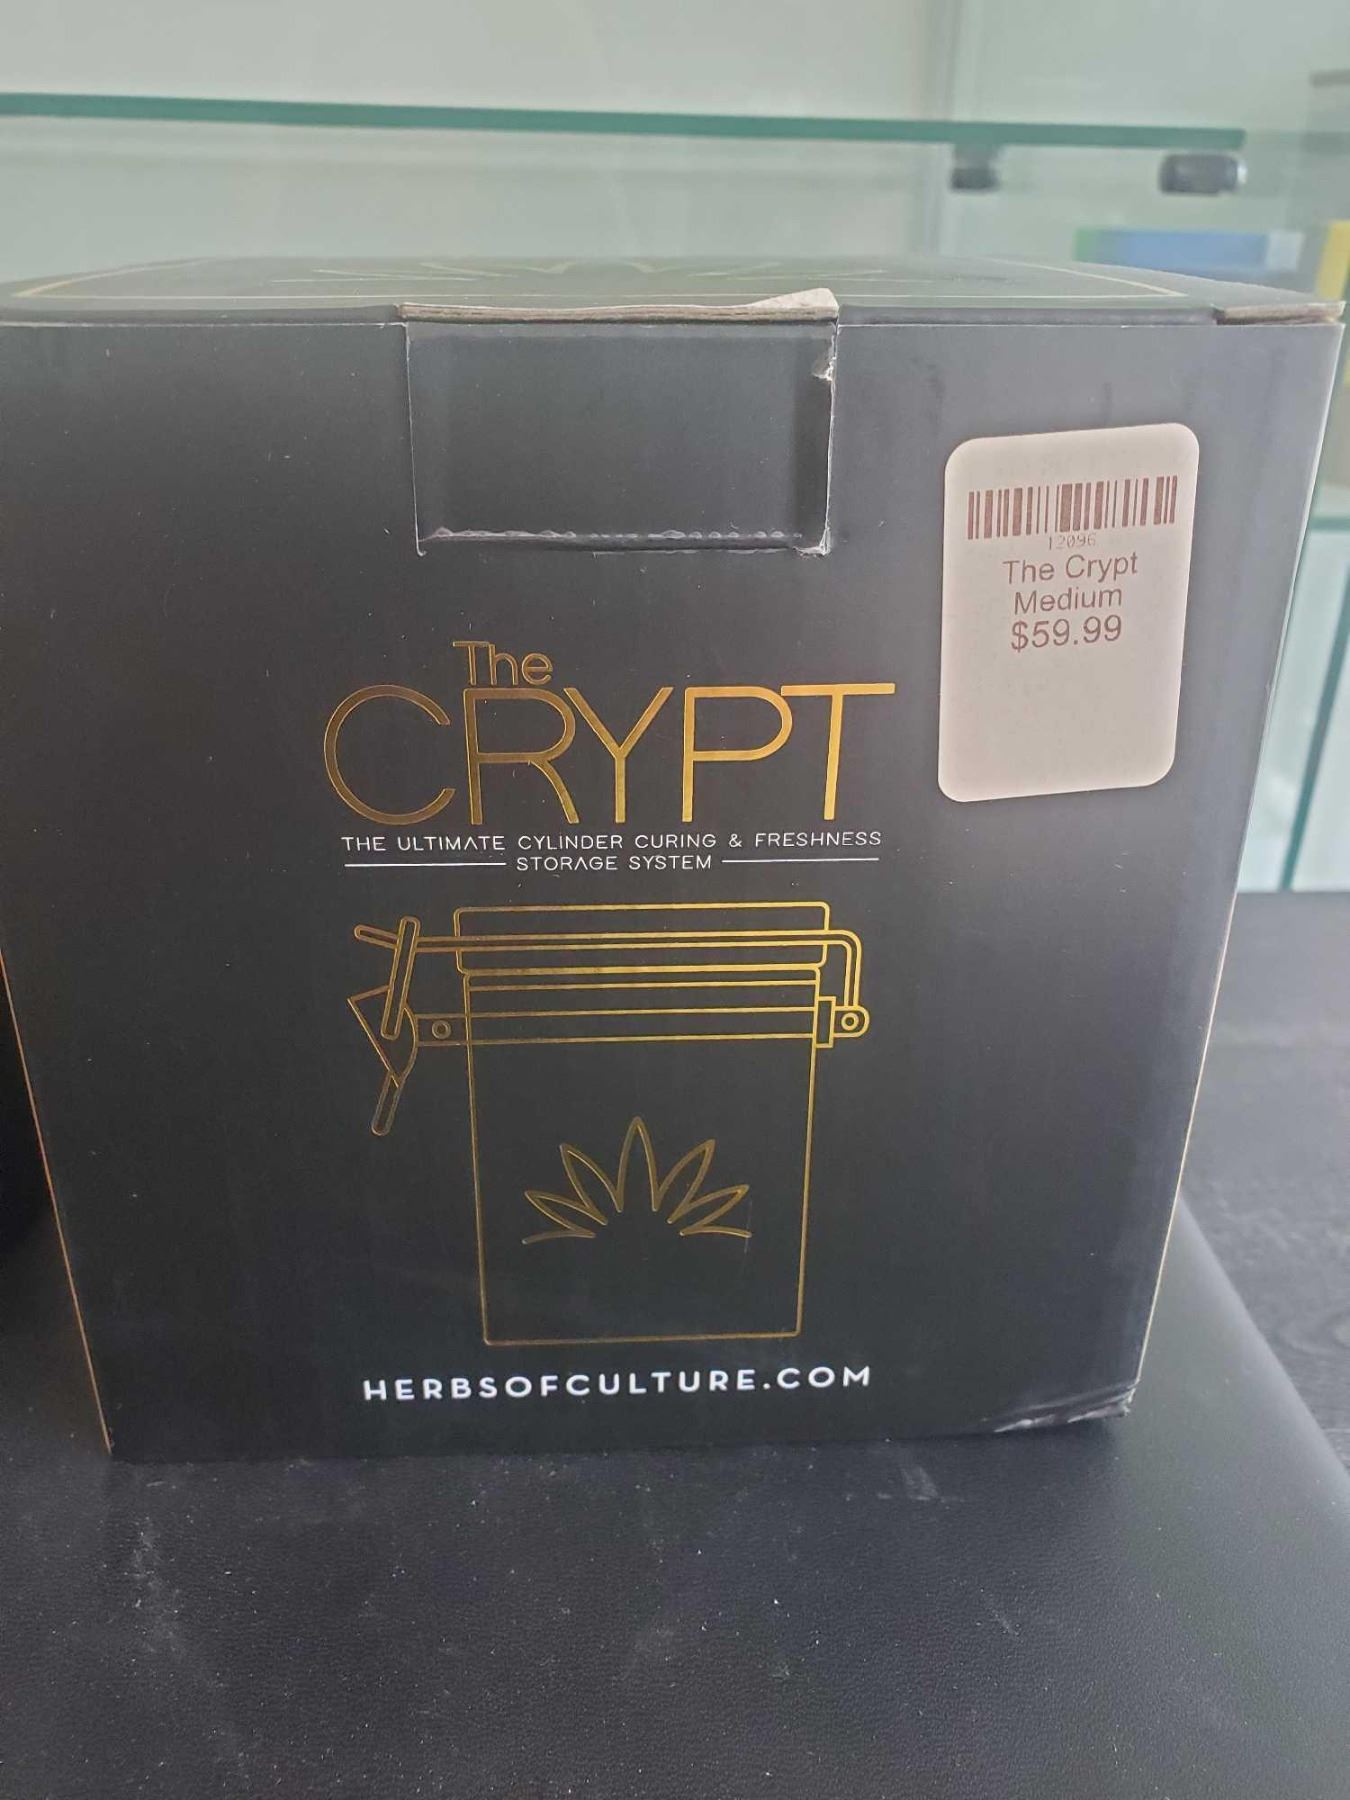 12096
The Crypt
Medium
$59.99
The
CRYPT
THE ULTIMATE CYLINDER CURING & FRESHNESS
STORAGE SYSTEM
HERBSOFCULTURE.COM